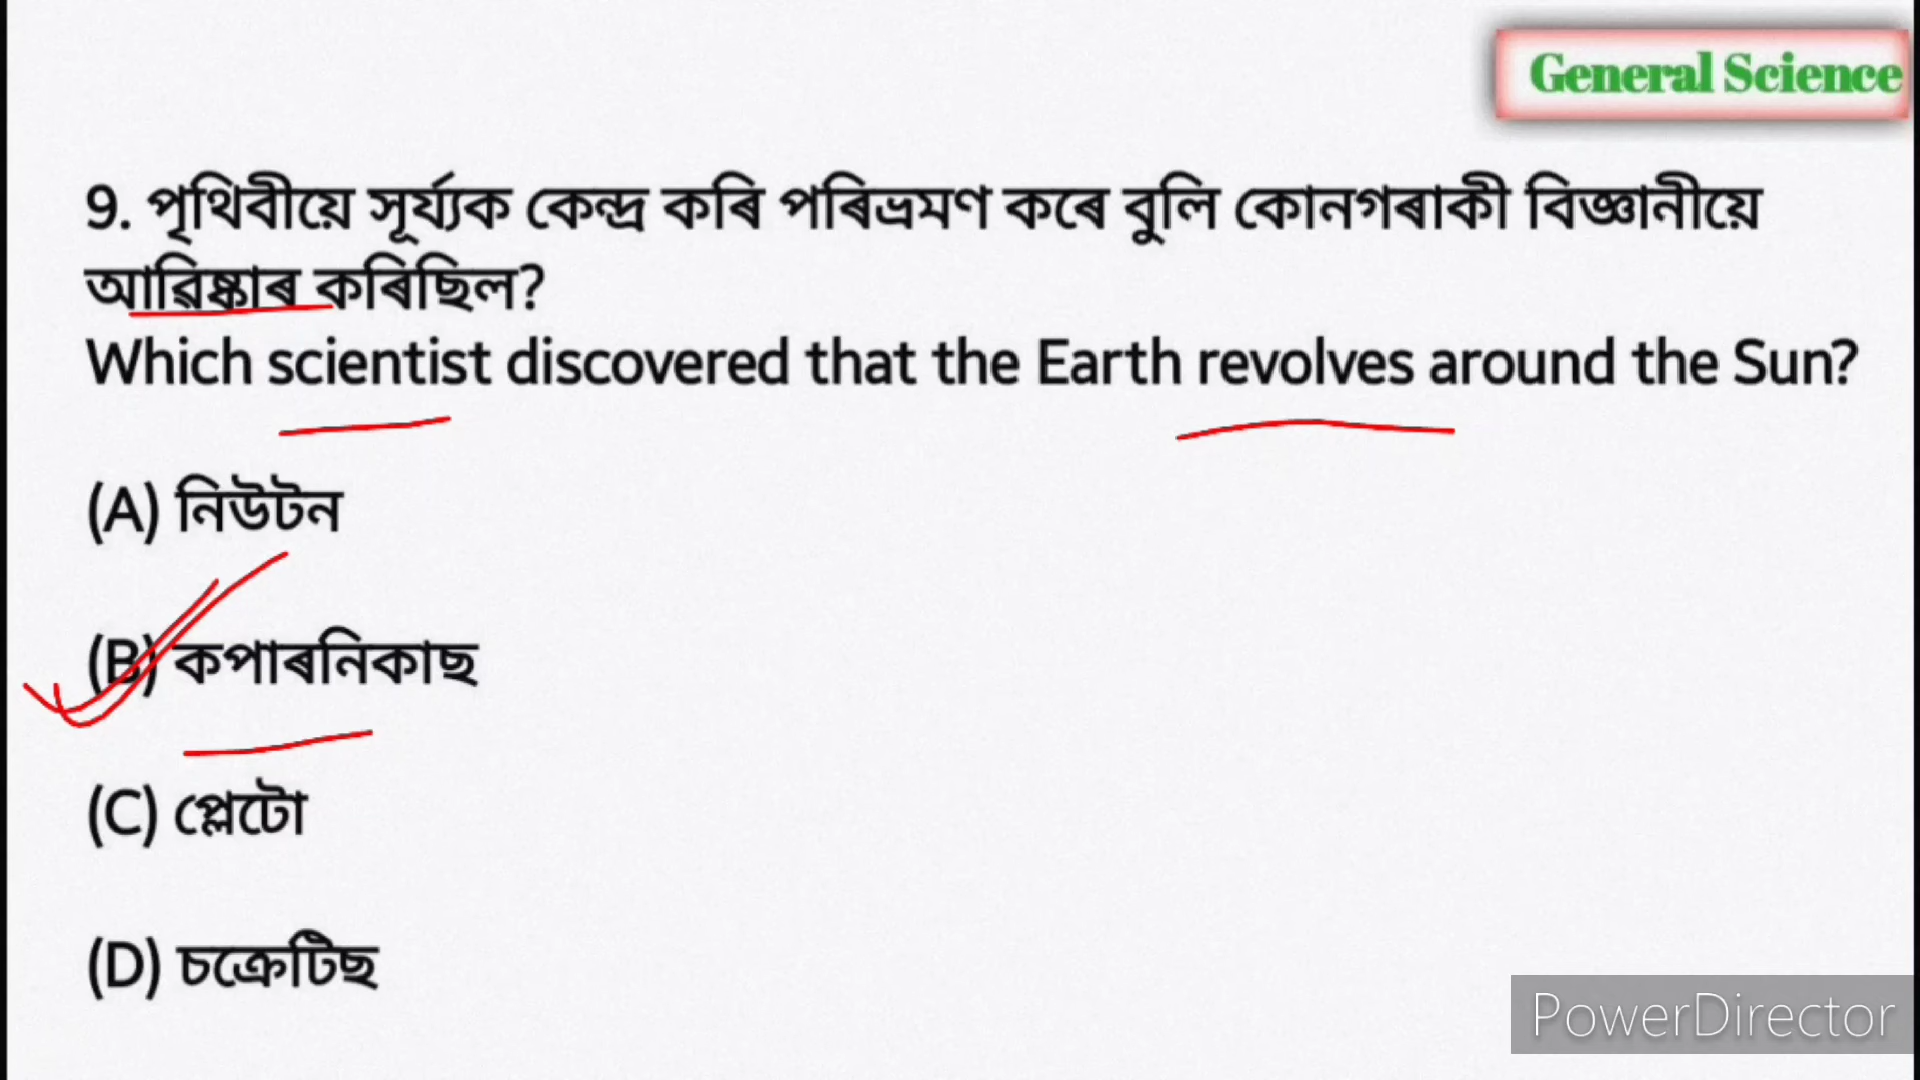 General Science
9. পৃথিবীয়ে সূৰ্য্যক কেন্দ্ৰ কৰি পৰিভ্ৰমণ কৰে বুলি কোনগৰাকী বিজ্ঞানীয়ে
আৱিষ্কাৰ কৰিছিল?
Which scientist discovered that the Earth revolves around the Sun?
(A) নিউটন
(B) কপাৰনিকাছ
(C) প্লেটো
(D) চক্ৰেটিছ
PowerDirector